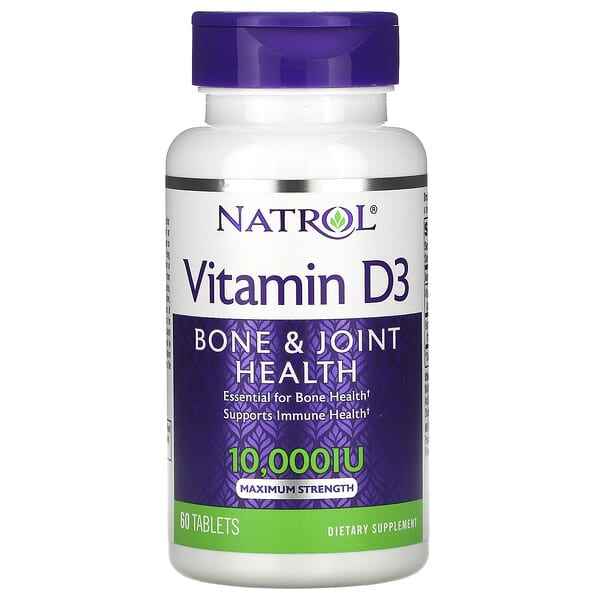 NATROL®
Vitamin D3
BONE & JOINT
HEALTH
Essential for Bone Health†
Supports Immune Health†
10,000IU
MAXIMUM STRENGTH
60 TABLETS
DIETARY SUPPLEMENT